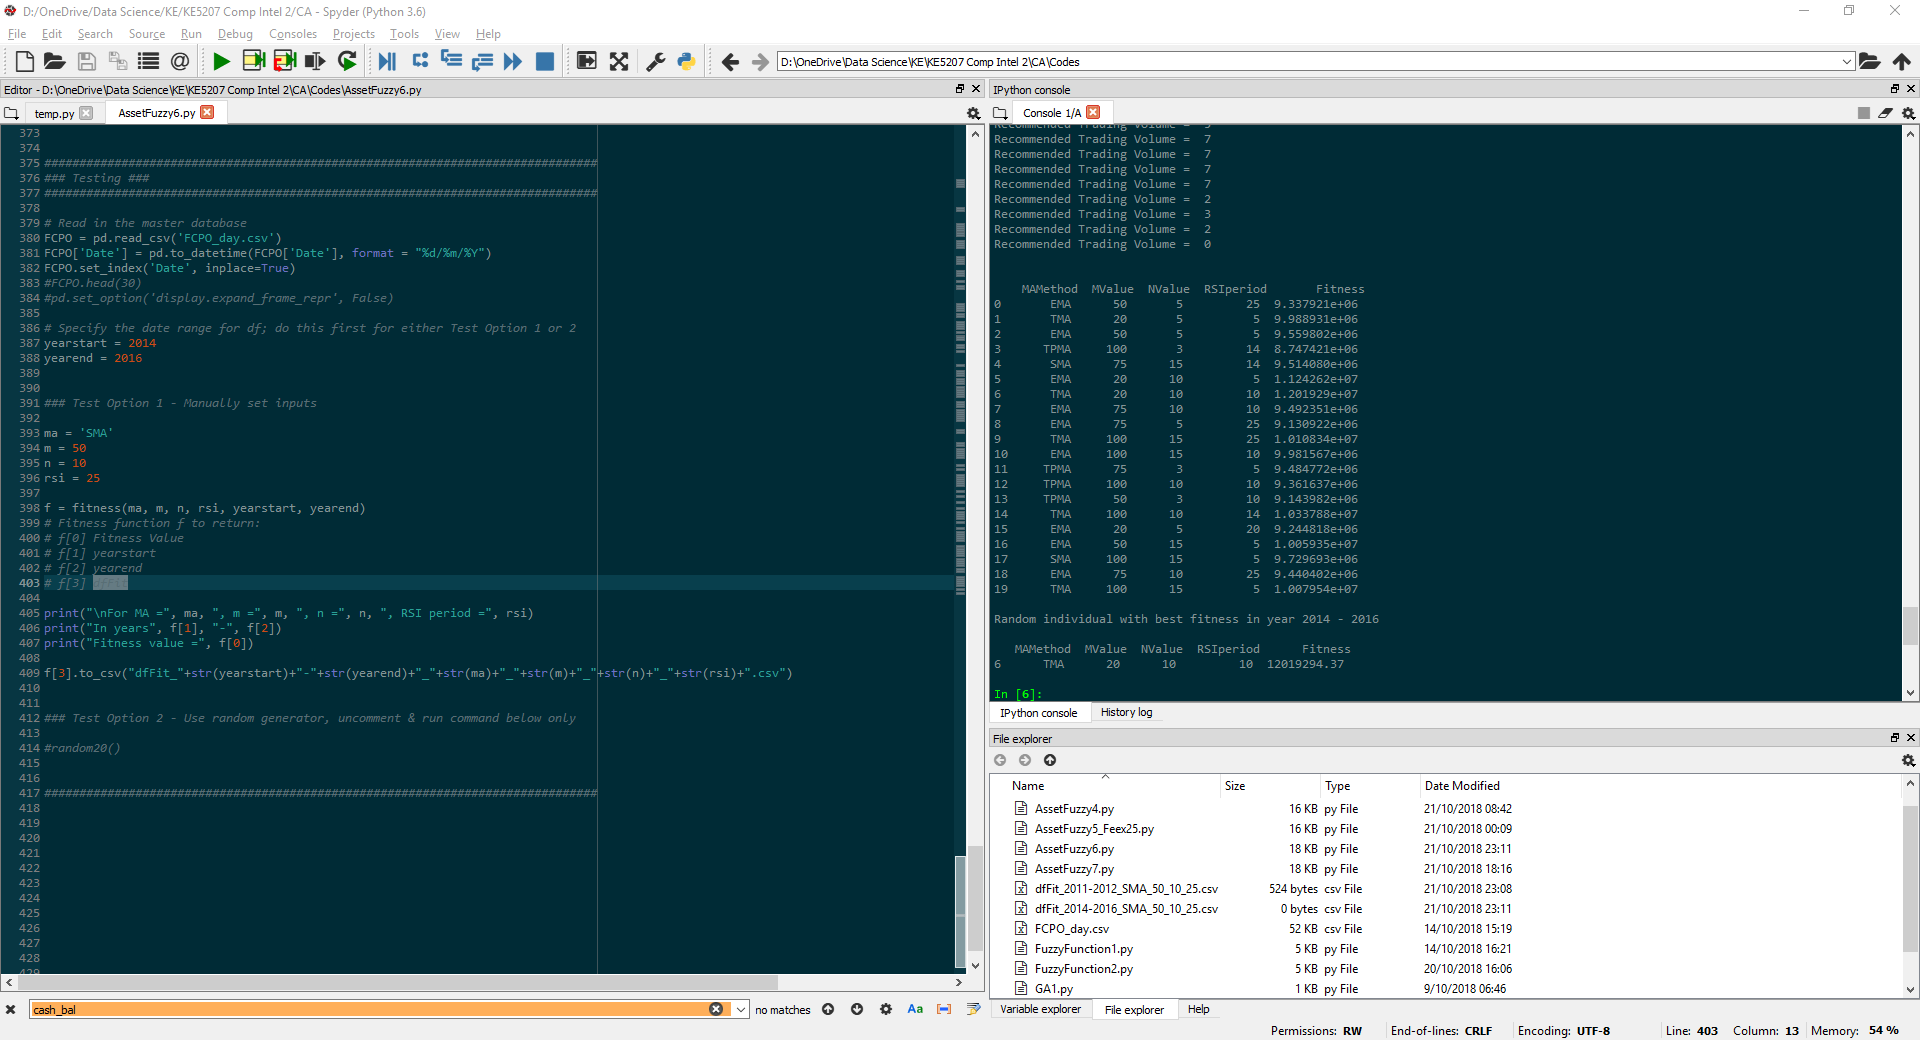 D:/OneDrive/Data Science/KE/KE5207 Comp Intel 2/CA - Spyder (Python 3.6)
File Edit Search Source Run Debug Consoles Projects Tools View Help
D:\OneDrive\Data Science\KE\KE5207 Comp Intel 2\CA\Codes
Editor - D:\OneDrive\Data Science\KE\KE5207 Comp Intel 2\CA\Codes\AssetFuzzy6.py
temp.py AssetFuzzy6.py
373
374
375 ###############################################################################
376 ### Testing ###
377 ###############################################################################
378
379 # Read in the master database
380 FCPO = pd.read_csv('FCPO_day.csv')
381 FCPO['Date'] = pd.to_datetime(FCPO['Date'], format = "%d/%m/%Y")
382 FCPO.set_index('Date', inplace=True)
383 #FCPO.head(30)
384 #pd.set_option('display.expand_frame_repr', False)
385
386 # Specify the date range for df; do this first for either Test Option 1 or 2
387 yearstart = 2014
388 yearend = 2016
389
390
391 ### Test Option 1 - Manually set inputs
392
393 ma = 'SMA'
394 m = 50
395 n = 10
396 rsi = 25
397
398 f = fitness(ma, m, n, rsi, yearstart, yearend)
399 # Fitness function f to return:
400 # f[0] Fitness Value
401 # f[1] yearstart
402 # f[2] yearend
403 # f[3] dfFit
404
405 print("\nFor MA =", ma, ", m =", m, ", n =", n, ", RSI period =", rsi)
406 print("In years", f[1], "-", f[2])
407 print("Fitness value =", f[0])
408
409 f[3].to_csv("dfFit_"+str(yearstart)+"-"+str(yearend)+"_"+str(ma)+"_"+str(m)+"_"+str(n)+"_"+str(rsi)+".csv")
410
411
412 ### Test Option 2 - Use random generator, uncomment & run command below only
413
414 #random20()
415
416
417 ###############################################################################
418
419
420
421
422
423
424
425
426
427
428
429
cash_bal no matches Aa
IPython console
Console 1/A
Recommended Trading Volume =
Recommended Trading Volume = 7
Recommended Trading Volume = 7
Recommended Trading Volume = 7
Recommended Trading Volume = 7
Recommended Trading Volume = 2
Recommended Trading Volume = 3
Recommended Trading Volume = 2
Recommended Trading Volume = 0
MAMethod MValue NValue RSIperiod Fitness
0 EMA 50 5 25 9.337921e+06
1 TMA 20 5 5 9.988931e+06
2 EMA 50 5 5 9.559802e+06
3 TPMA 100 3 14 8.747421e+06
4 SMA 75 15 14 9.514080e+06
5 EMA 20 10 5 1.124262e+07
6 TMA 20 10 10 1.201929e+07
7 EMA 75 10 10 9.492351e+06
8 EMA 75 5 25 9.130922e+06
9 TMA 100 15 25 1.010834e+07
10 EMA 100 15 10 9.981567e+06
11 TPMA 75 3 5 9.484772e+06
12 TPMA 100 10 10 9.361637e+06
13 TPMA 50 3 10 9.143982e+06
14 TMA 100 10 14 1.033788e+07
15 EMA 20 5 20 9.244818e+06
16 EMA 50 15 5 1.005935e+07
17 SMA 100 15 5 9.729693e+06
18 EMA 75 10 25 9.440402e+06
19 TMA 100 15 5 1.007954e+07
Random individual with best fitness in year 2014 - 2016
MAMethod MValue NValue RSIperiod Fitness
6 TMA 20 10 10 12019294.37
In [6]:
IPython console History log
File explorer
Name Size Type Date Modified
AssetFuzzy4.py 16 KB py File 21/10/2018 08:42
AssetFuzzy5_Feex25.py 16 KB py File 21/10/2018 00:09
AssetFuzzy6.py 18 KB py File 21/10/2018 23:11
AssetFuzzy7.py 18 KB py File 21/10/2018 18:16
dfFit_2011-2012_SMA_50_10_25.csv 524 bytes csv File 21/10/2018 23:08
dfFit_2014-2016_SMA_50_10_25.csv 0 bytes csv File 21/10/2018 23:11
FCPO_day.csv 52 KB csv File 14/10/2018 15:19
FuzzyFunction1.py 5 KB py File 14/10/2018 16:21
FuzzyFunction2.py 5 KB py File 20/10/2018 16:06
GA1.py 1 KB py File 9/10/2018 06:46
Variable explorer File explorer Help
Permissions: RW End-of-lines: CRLF Encoding: UTF-8 Line: 403 Column: 13 Memory: 54 %